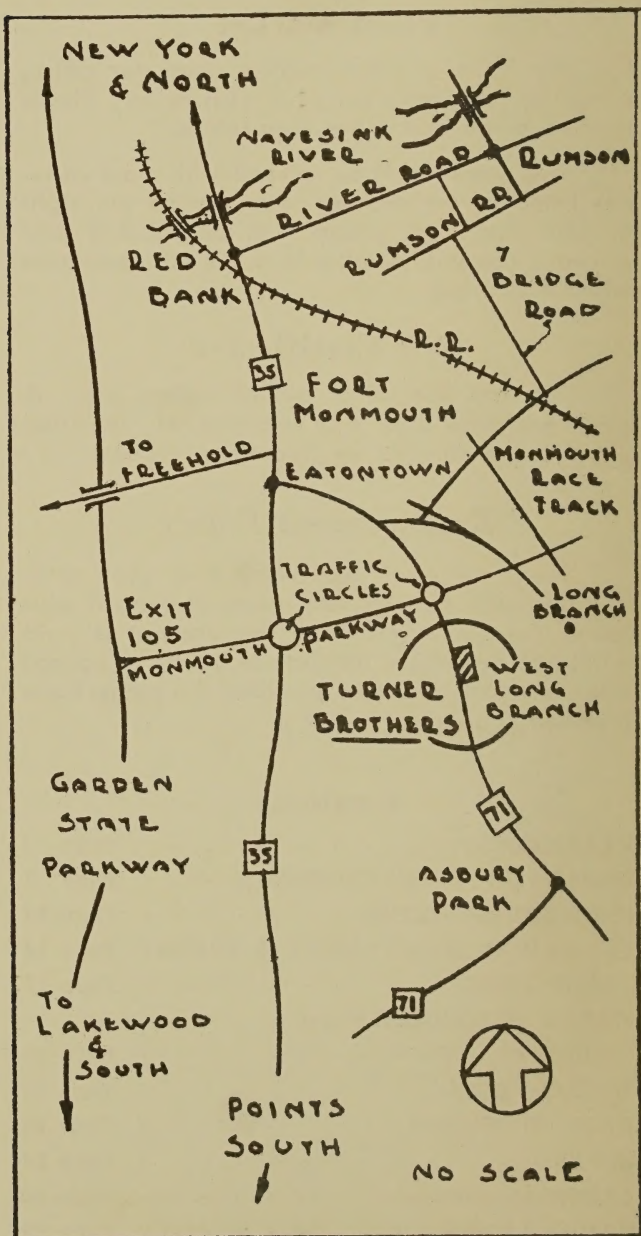 NEW YORK
& NORTH
NAVESINK
RIVER
RIVER ROAD
RUMSON
RUMSON RR
RED
BANK
7
BRIDGE
ROAD
R.R.
35
FORT
MONMOUTH
TO
FREEHOLD
EATONTOWN
MONMOUTH
RACE
TRACK
TRAFFIC
CIRCLES
EXIT
105
MONMOUTH PARKWAY
LONG
BRANCH
TURNER
BROTHERS
WEST
LONG
BRANCH
GARDEN
STATE
PARKWAY
35
71
ASBURY
PARK
71
TO
LAKEWOOD
&
SOUTH
POINTS
SOUTH
NO SCALE